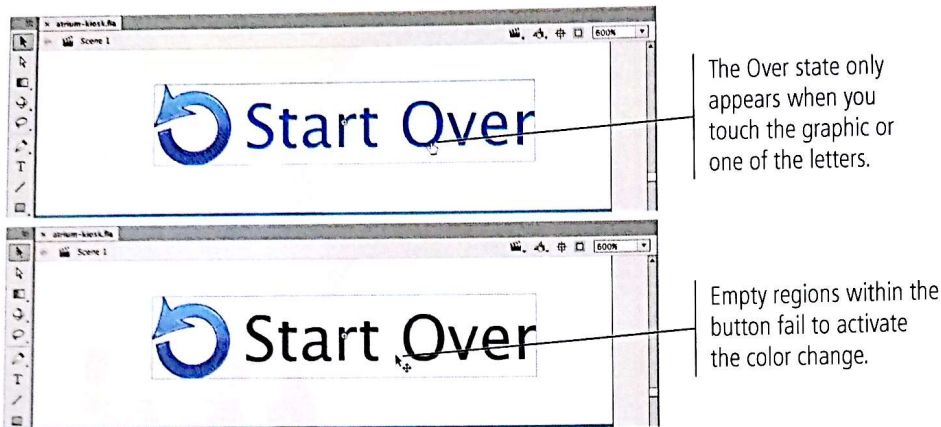 × atrium-kiosk.fla
Scene 1
600%
T
Start Over
The Over state only
appears when you
touch the graphic or
one of the letters.
× atrium-kiosk.fla
Scene 1
600%
T
Start Over
Empty regions within the
button fail to activate
the color change.